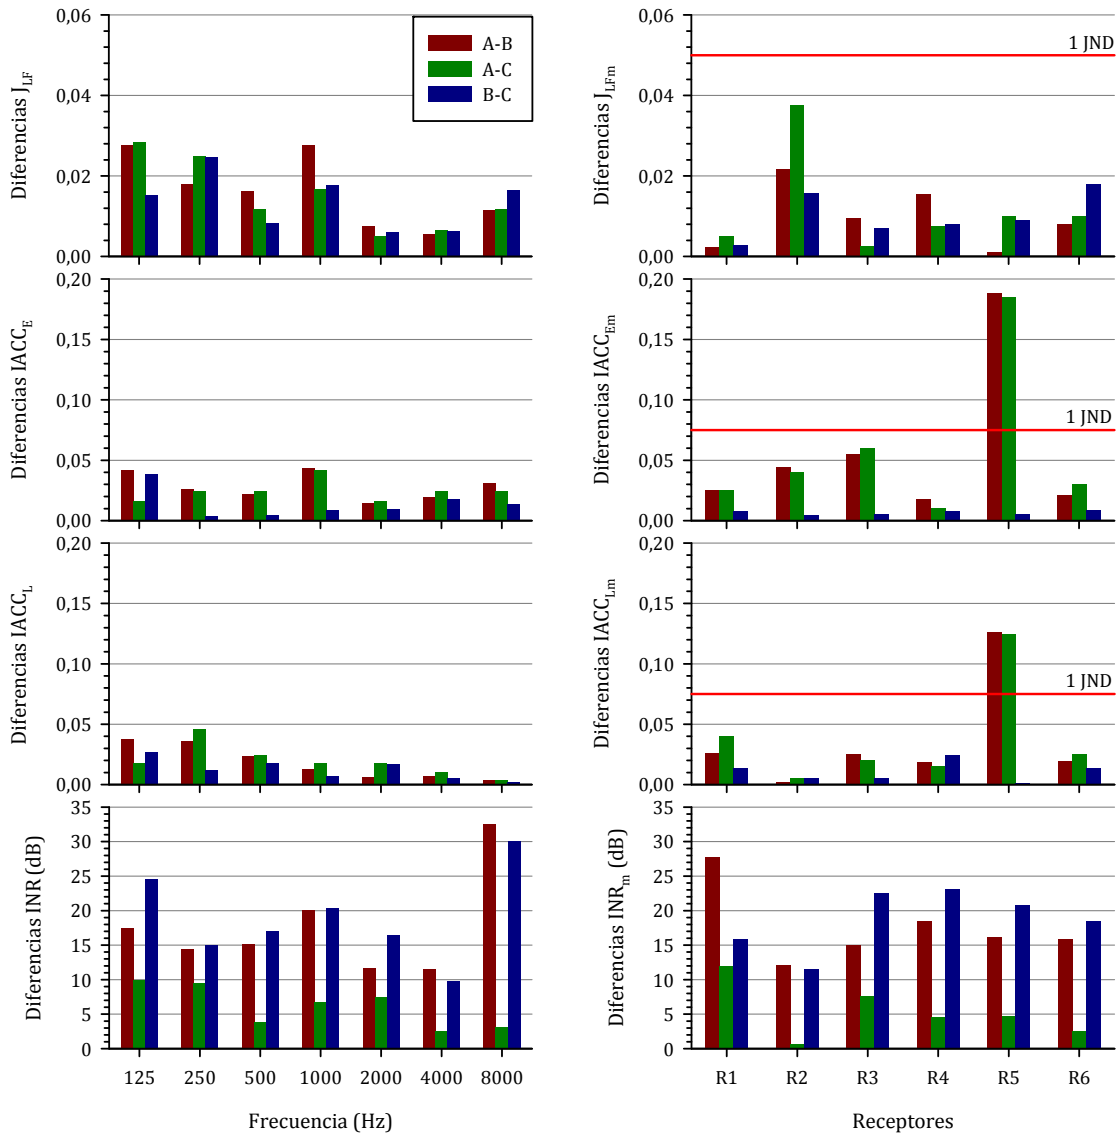 Diferencias J_LF
0,06
0,04
0,02
0,00
A-B
A-C
B-C
Diferencias J_LFm
0,06
0,04
0,02
0,00
1 JND
Diferencias IACC_E
0,20
0,15
0,10
0,05
0,00
Diferencias IACC_Em
0,20
0,15
0,10
0,05
0,00
1 JND
Diferencias IACC_L
0,20
0,15
0,10
0,05
0,00
Diferencias IACC_Lm
0,20
0,15
0,10
0,05
0,00
1 JND
Diferencias INR (dB)
35
30
25
20
15
10
5
0
125 250 500 1000 2000 4000 8000
Frecuencia (Hz)
Diferencias INR_m (dB)
35
30
25
20
15
10
5
0
R1 R2 R3 R4 R5 R6
Receptores